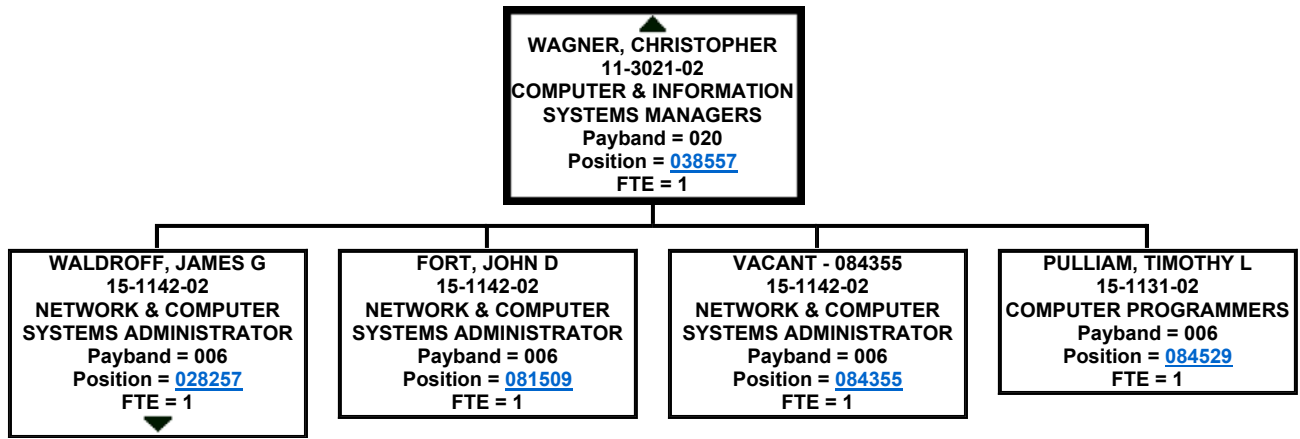 WAGNER, CHRISTOPHER
11-3021-02
COMPUTER & INFORMATION
SYSTEMS MANAGERS
Payband = 020
Position = 038557
FTE = 1
WALDROFF, JAMES G
15-1142-02
NETWORK & COMPUTER
SYSTEMS ADMINISTRATOR
Payband = 006
Position = 028257
FTE = 1
FORT, JOHN D
15-1142-02
NETWORK & COMPUTER
SYSTEMS ADMINISTRATOR
Payband = 006
Position = 081509
FTE = 1
VACANT - 084355
15-1142-02
NETWORK & COMPUTER
SYSTEMS ADMINISTRATOR
Payband = 006
Position = 084355
FTE = 1
PULLIAM, TIMOTHY L
15-1131-02
COMPUTER PROGRAMMERS
Payband = 006
Position = 084529
FTE = 1